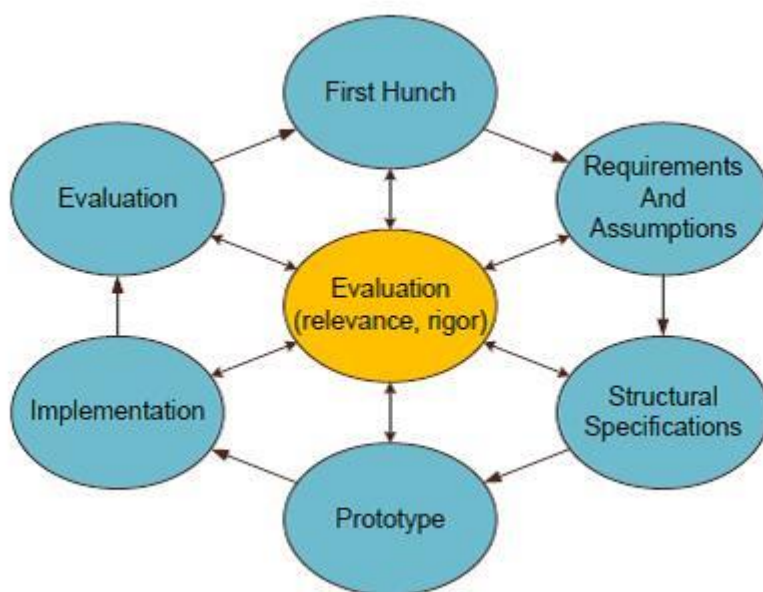 First Hunch
Requirements
And
Assumptions
Evaluation
Evaluation
(relevance, rigor)
Implementation
Structural
Specifications
Prototype